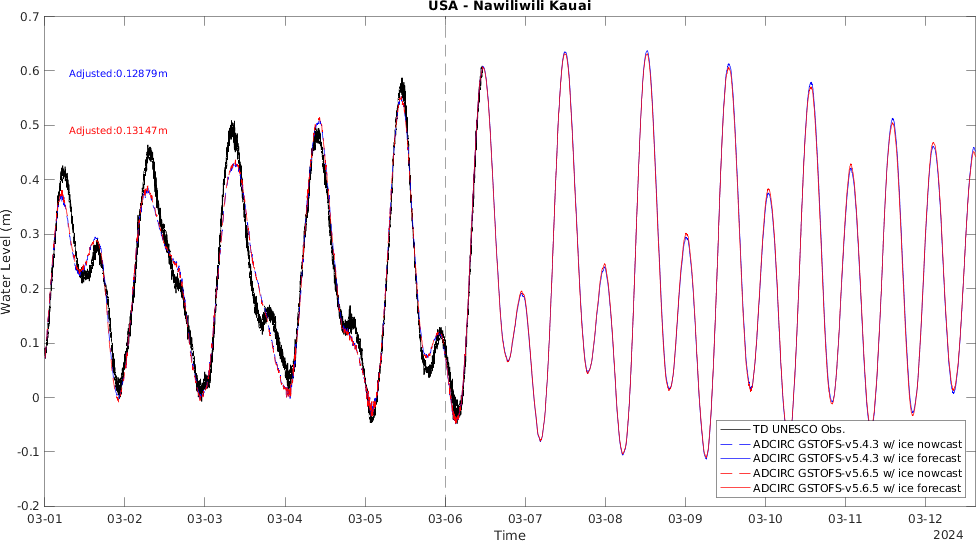 USA - Nawiliwili Kauai
0.7
0.6
0.5
0.4
0.3
0.2
0.1
0
-0.1
-0.2
Water Level (m)
Adjusted:0.12879m
Adjusted:0.13147m
TD UNESCO Obs.
ADCIRC GSTOFS-v5.4.3 w/ ice nowcast
ADCIRC GSTOFS-v5.4.3 w/ ice forecast
ADCIRC GSTOFS-v5.6.5 w/ ice nowcast
ADCIRC GSTOFS-v5.6.5 w/ ice forecast
03-01 03-02 03-03 03-04 03-05 03-06 03-07 03-08 03-09 03-10 03-11 03-12
Time
2024